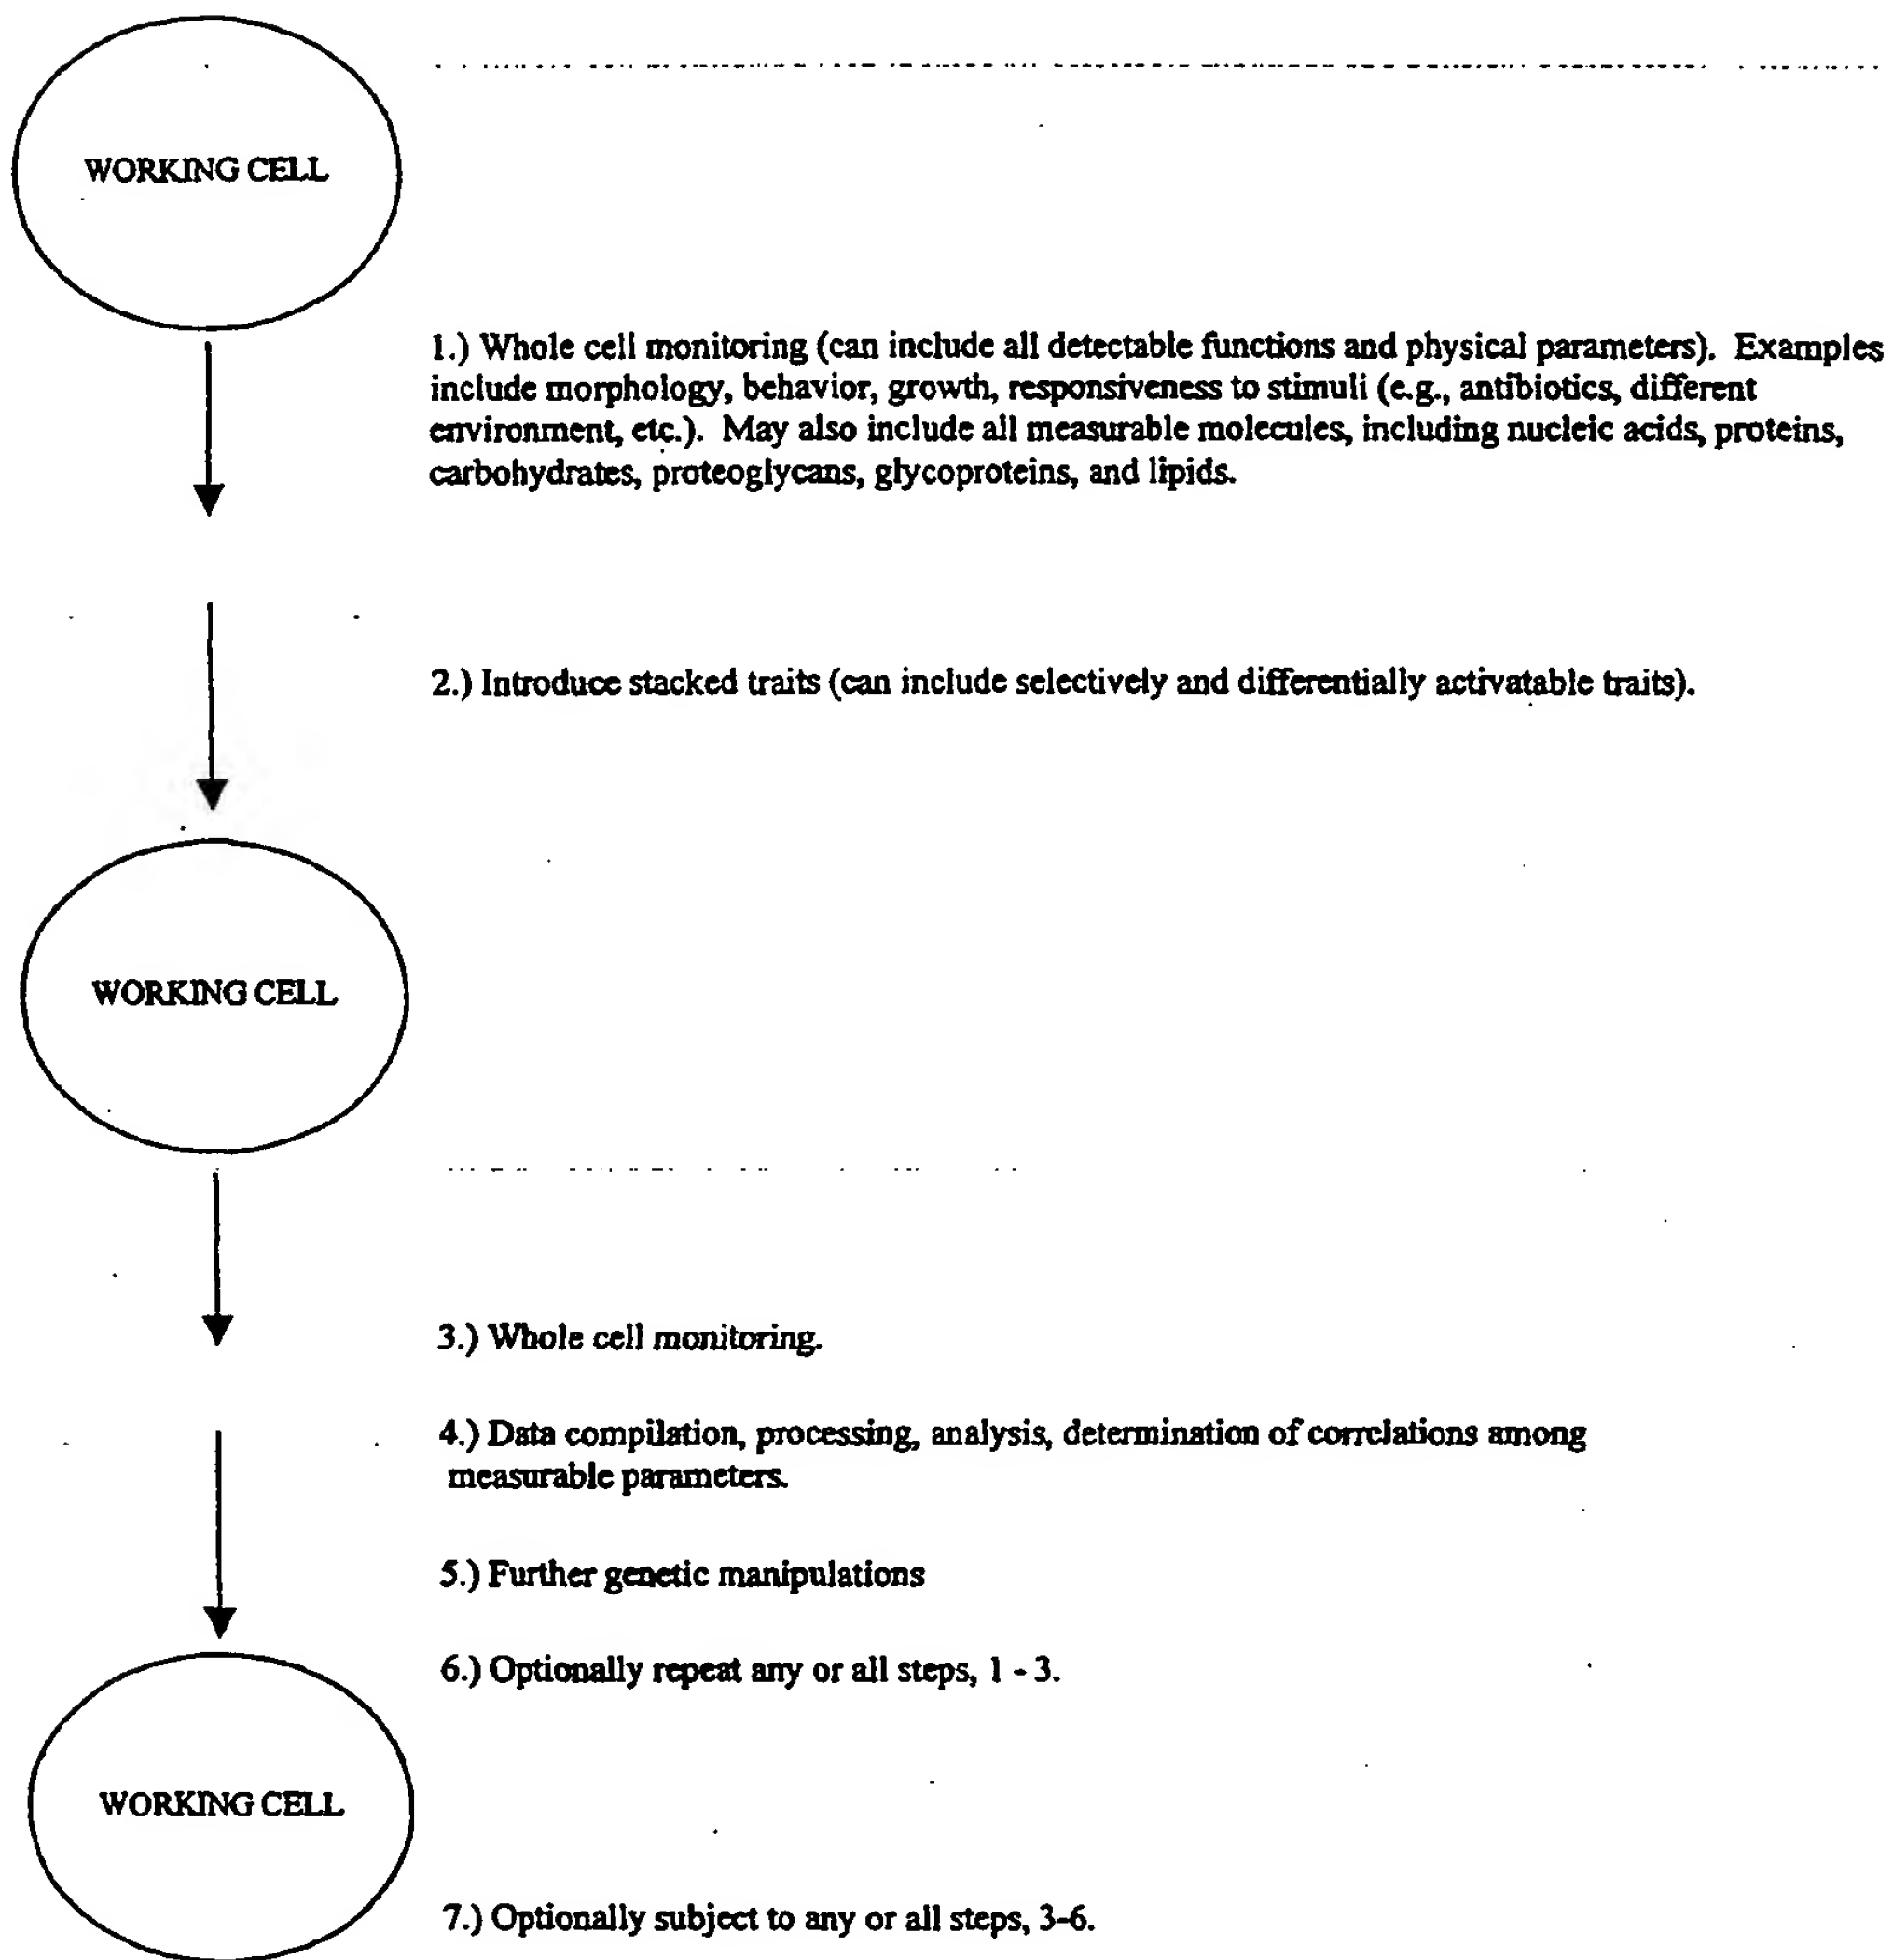 WORKING CELL
1.) Whole cell monitoring (can include all detectable functions and physical parameters). Examples
include morphology, behavior, growth, responsiveness to stimuli (e.g., antibiotics, different
environment, etc.). May also include all measurable molecules, including nucleic acids, proteins,
carbohydrates, proteoglycans, glycoproteins, and lipids.
2.) Introduce stacked traits (can include selectively and differentially activatable traits).
WORKING CELL
3.) Whole cell monitoring.
4.) Data compilation, processing, analysis, determination of correlations among
measurable parameters.
5.) Further genetic manipulations
6.) Optionally repeat any or all steps, 1 - 3.
WORKING CELL
7.) Optionally subject to any or all steps, 3-6.